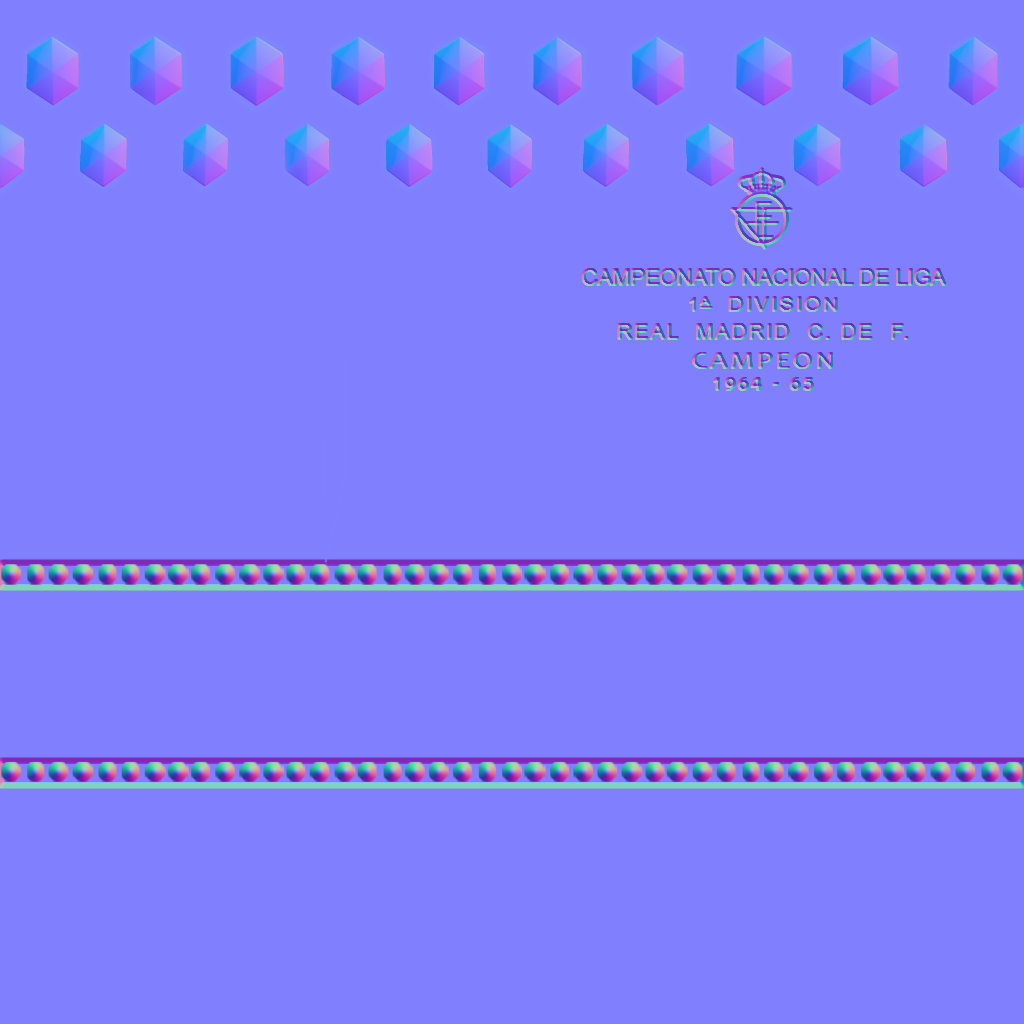 CAMPEONATO NACIONAL DE LIGA
1ª DIVISION
REAL MADRID C. DE F.
CAMPEON
1964 - 65